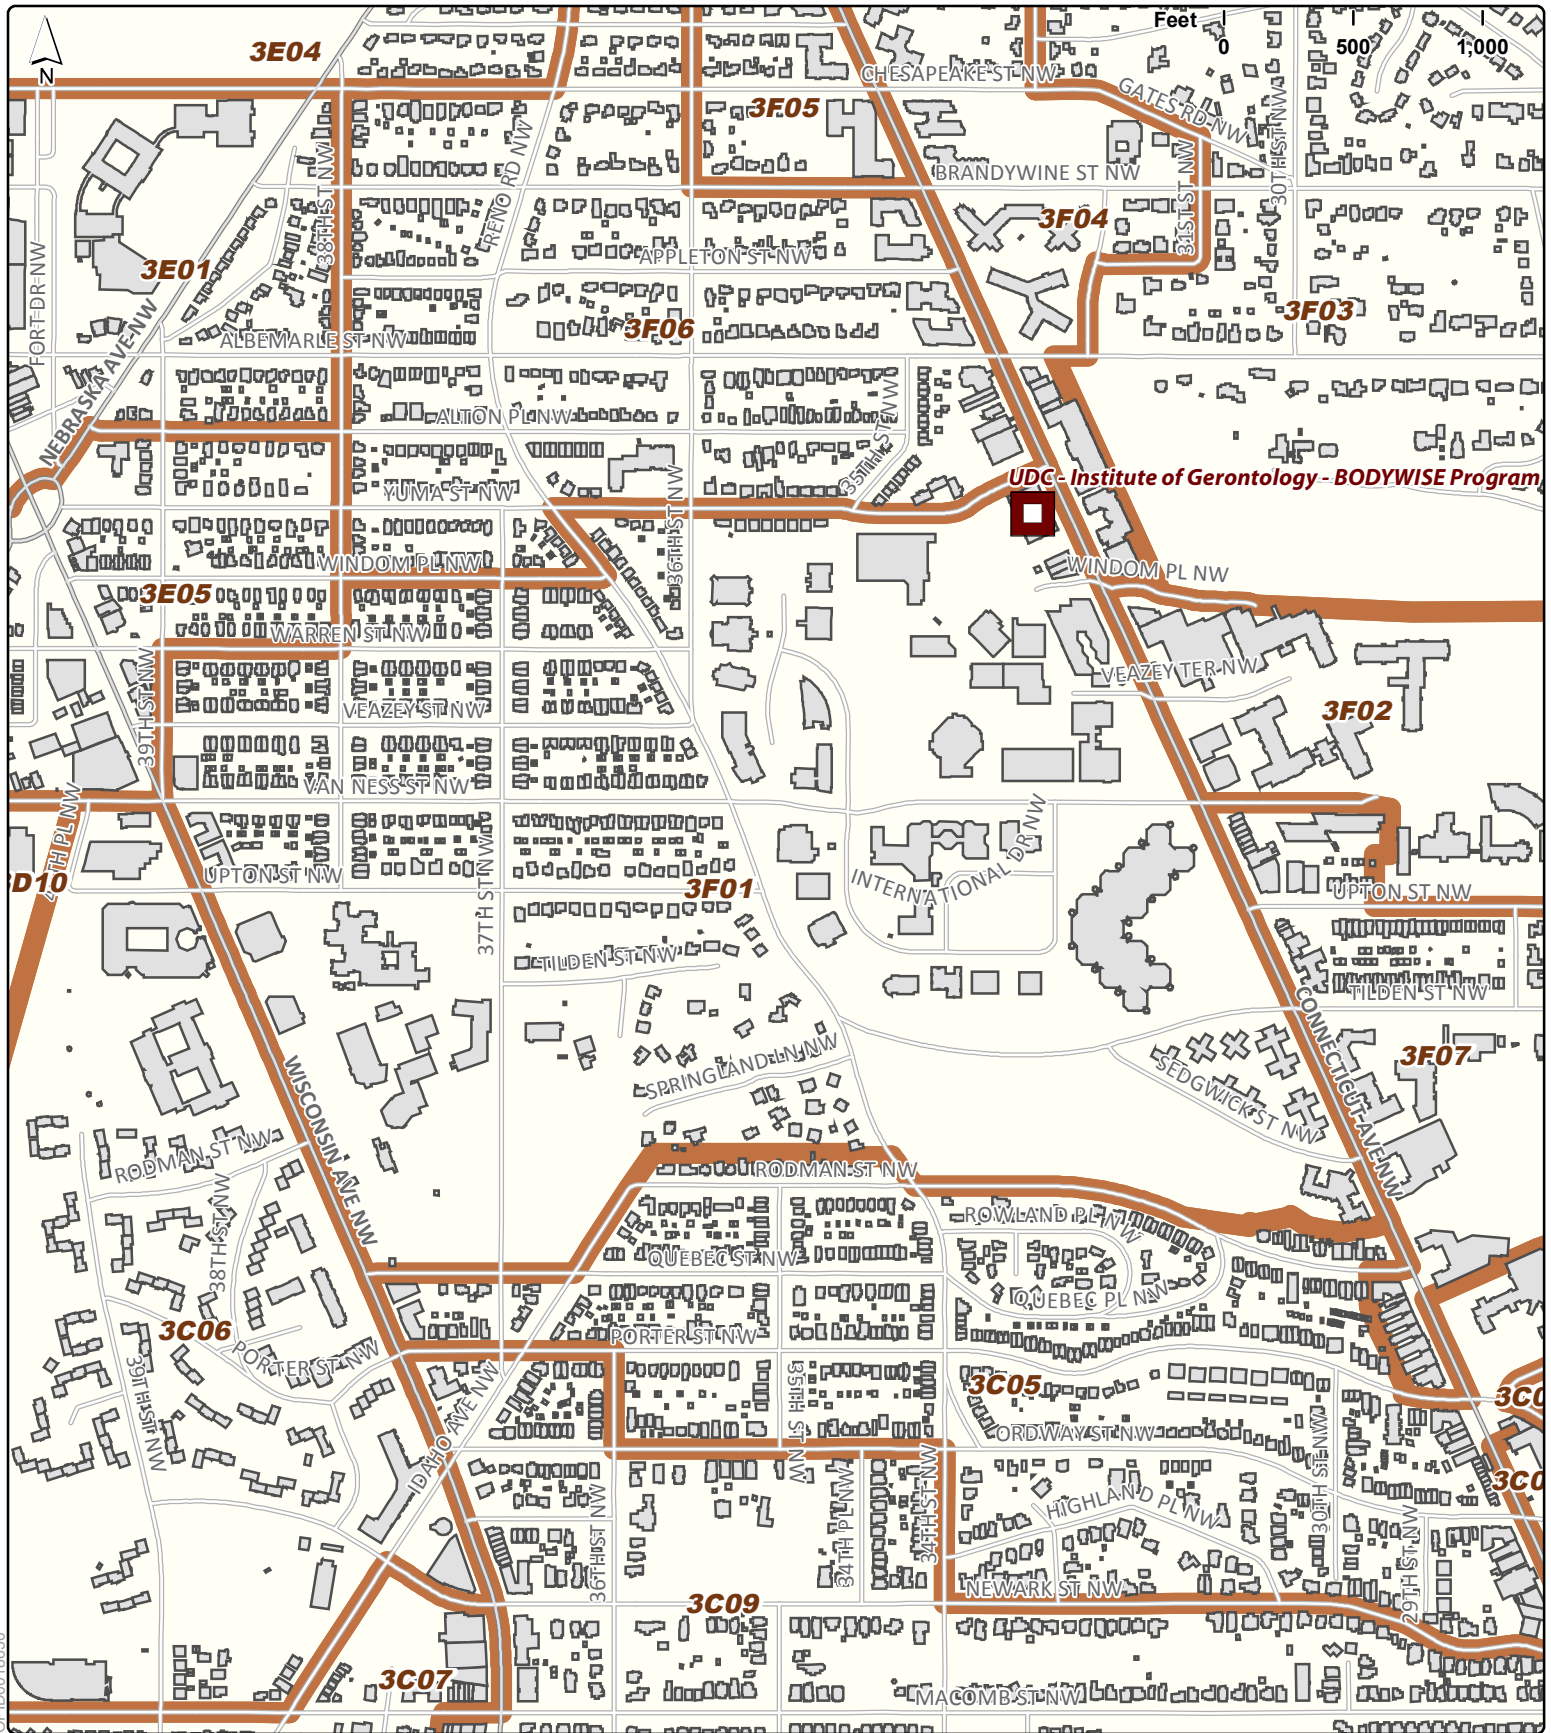 3E04
Feet
0
500
1,000
N
CHESAPEAKE ST NW
GATES RD NW
3F05
30TH ST NW
RENO RD NW
38TH ST NW
BRANDYWINE ST NW
31ST ST NW
3F04
FORT DR NW
3E01
APPLETON ST NW
3F03
3F06
ALBEMARLE ST NW
NEBRASKA AVE NW
ALTON PL NW
35TH ST NW
UDC - Institute of Gerontology - BODYWISE Program
YUMA ST NW
36TH ST NW
WINDOM PL NW
WINDOM PL NW
3E05
WARREN ST NW
VEAZEY TER NW
39TH ST NW
VEAZEY ST NW
3F02
VAN NESS ST NW
INTERNATIONAL DR NW
UPTON ST NW
37TH ST NW
3F01
UPTON ST NW
3D10
TILDEN ST NW
TILDEN ST NW
CONNECTICUT AVE NW
3F07
SPRINGLAND LN NW
SEDGWICK ST NW
WISCONSIN AVE NW
RODMAN ST NW
RODMAN ST NW
38TH ST NW
ROWLAND PL NW
QUEBEC ST NW
QUEBEC PL NW
3C06
PORTER ST NW
PORTER ST NW
39TH ST NW
IDAHO AVE NW
35TH ST NW
3C05
ORDWAY ST NW
34TH PL NW
34TH ST NW
30TH ST NW
HIGHLAND PL NW
36TH ST NW
29TH ST NW
NEWARK ST NW
3C09
3C07
MACOMB ST NW